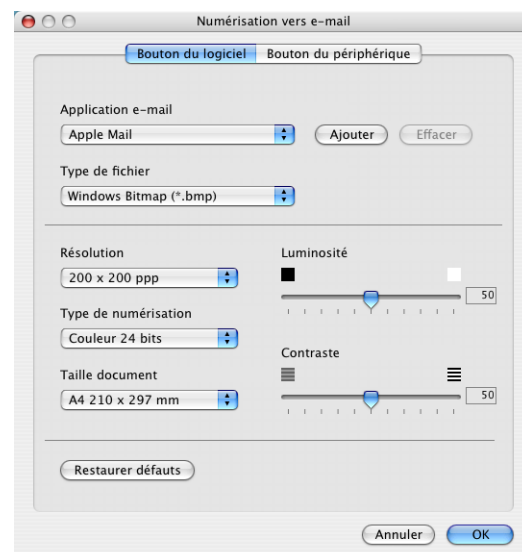 Numérisation vers e-mail
Bouton du logiciel Bouton du périphérique
Application e-mail
Apple Mail Ajouter Effacer
Type de fichier
Windows Bitmap (*.bmp)
Résolution Luminosité
200 x 200 ppp
50
Type de numérisation
Couleur 24 bits
Contraste
Taille document
A4 210 x 297 mm 50
Restaurer défauts
Annuler OK